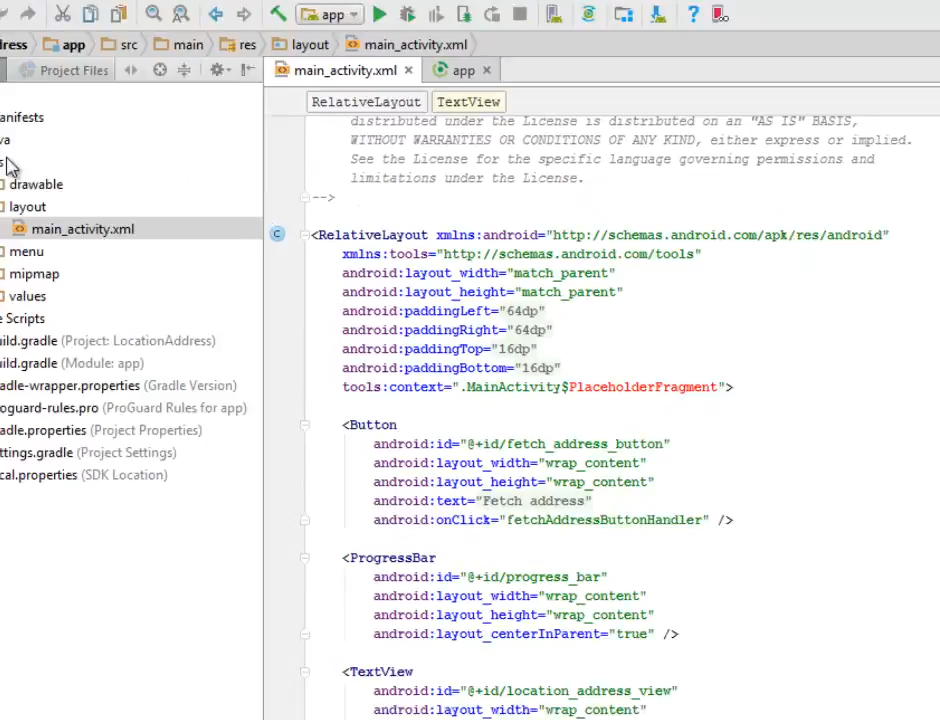 app
dress app src main res layout main_activity.xml
Project Files
main_activity.xml
app
RelativeLayout TextView
anifests
va
s
drawable
layout
main_activity.xml
menu
mipmap
values
e Scripts
uild.gradle (Project: LocationAddress)
uild.gradle (Module: app)
adle-wrapper.properties (Gradle Version)
oguard-rules.pro (ProGuard Rules for app)
adle.properties (Project Properties)
ttings.gradle (Project Settings)
cal.properties (SDK Location)
distributed under the License is distributed on an "AS IS" BASIS,
WITHOUT WARRANTIES OR CONDITIONS OF ANY KIND, either express or implied.
See the License for the specific language governing permissions and
limitations under the License.
-->
<RelativeLayout xmlns:android="http://schemas.android.com/apk/res/android"
xmlns:tools="http://schemas.android.com/tools"
android:layout_width="match_parent"
android:layout_height="match_parent"
android:paddingLeft="64dp"
android:paddingRight="64dp"
android:paddingTop="16dp"
android:paddingBottom="16dp"
tools:context=".MainActivity$PlaceholderFragment">
<Button
android:id="@+id/fetch_address_button"
android:layout_width="wrap_content"
android:layout_height="wrap_content"
android:text="Fetch address"
android:onClick="fetchAddressButtonHandler" />
<ProgressBar
android:id="@+id/progress_bar"
android:layout_width="wrap_content"
android:layout_height="wrap_content"
android:layout_centerInParent="true" />
<TextView
android:id="@+id/location_address_view"
android:layout_width="wrap_content"